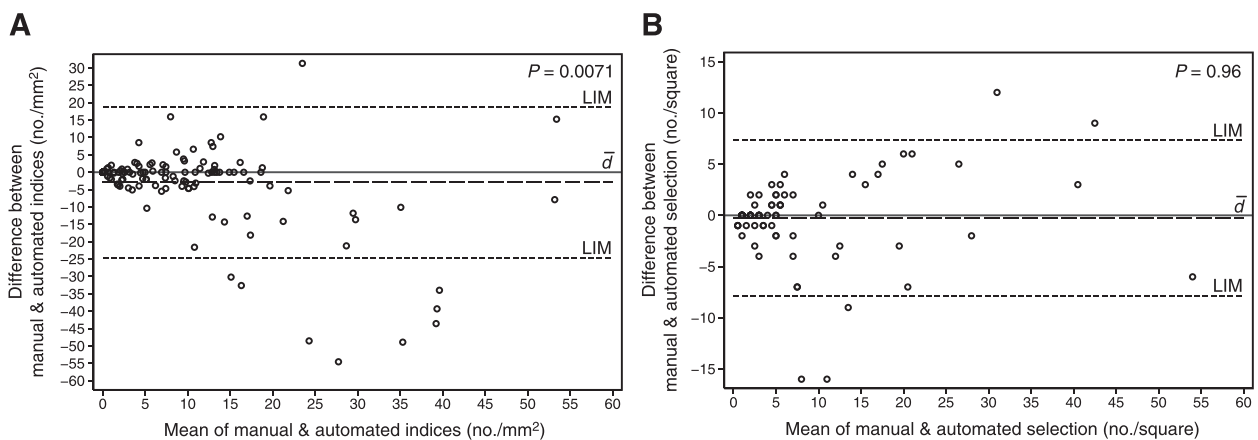 A
Difference between
manual & automated indices (no./mm²)
30
25
20
15
10
5
0
−5
−10
−15
−20
−25
−30
−35
−40
−45
−50
−55
−60
P = 0.0071
LIM
d̅
LIM
0 5 10 15 20 25 30 35 40 45 50 55 60
Mean of manual & automated indices (no./mm²)
B
Difference between
manual & automated selection (no./square)
15
10
5
0
−5
−10
−15
P = 0.96
LIM
d̅
LIM
0 5 10 15 20 25 30 35 40 45 50 55 60
Mean of manual & automated selection (no./square)